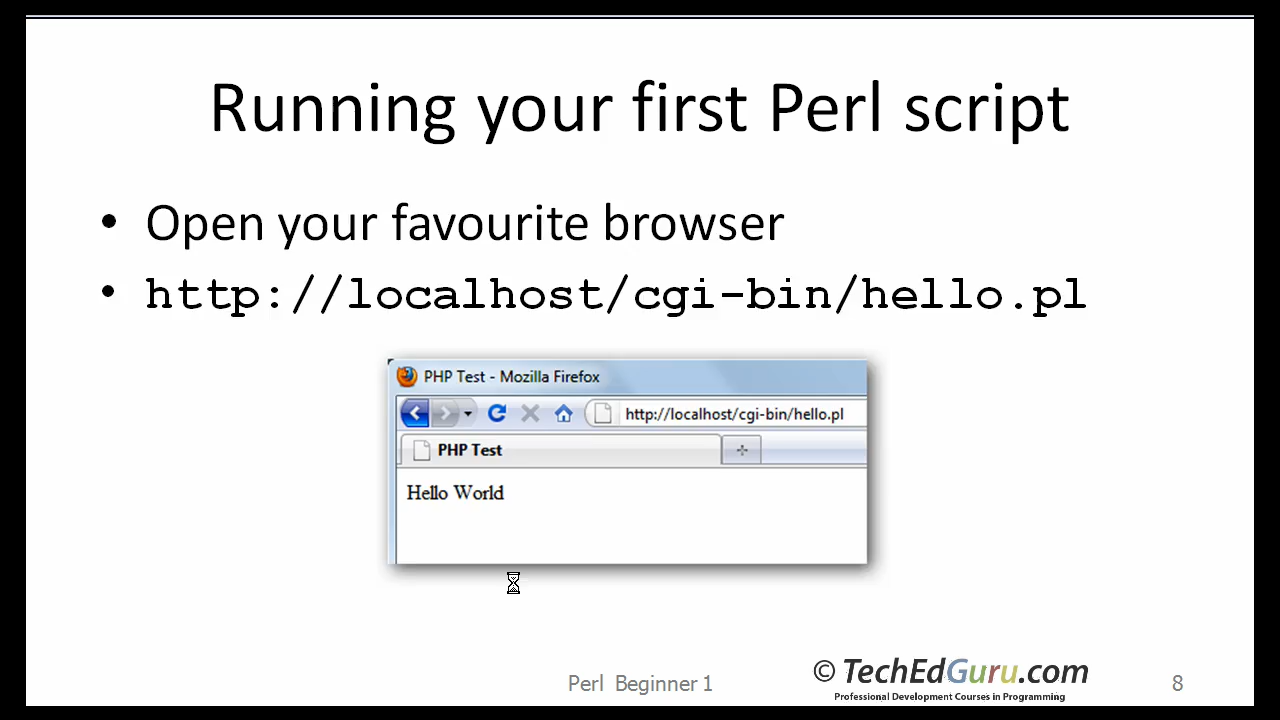 Running your first Perl script
• Open your favourite browser
• http://localhost/cgi-bin/hello.pl
PHP Test - Mozilla Firefox
http://localhost/cgi-bin/hello.pl
PHP Test
Hello World
Perl Beginner 1
© TechEdGuru.com
Professional Development Courses in Programming
8